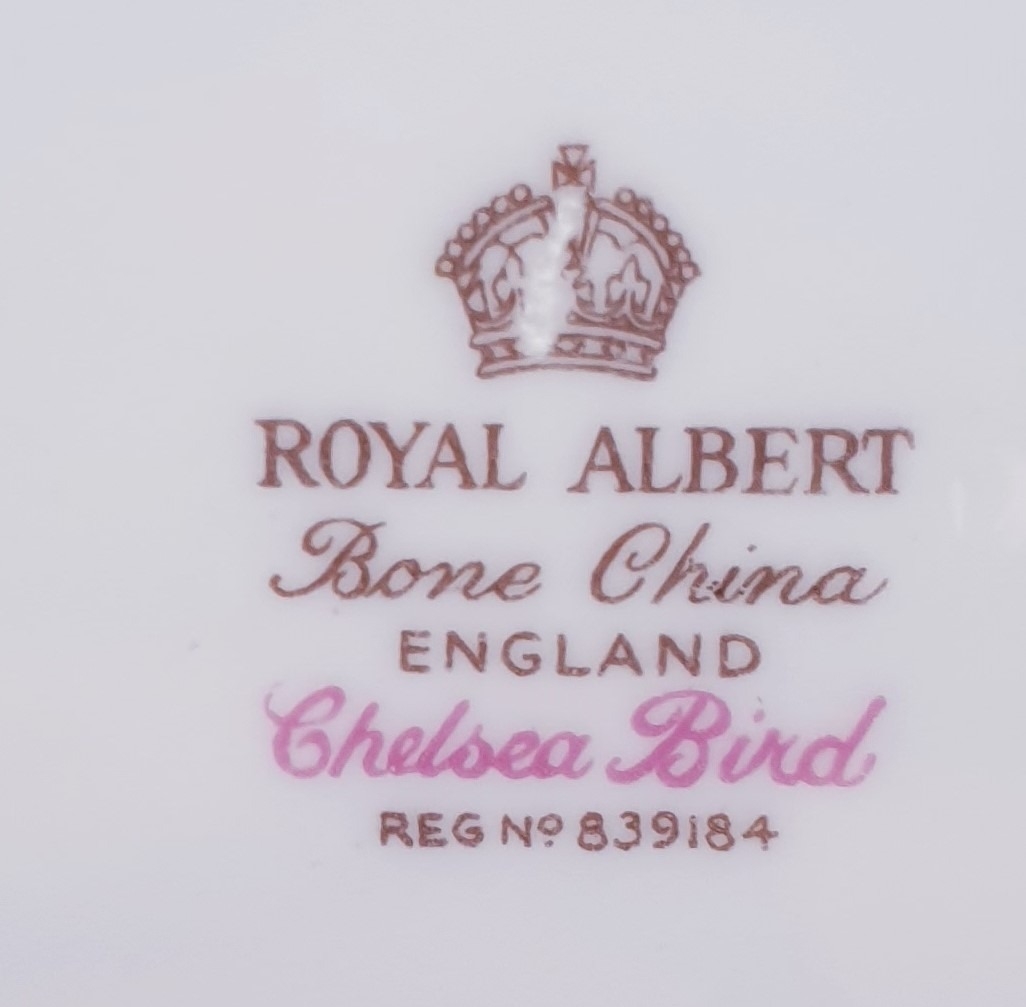 ROYAL ALBERT
Bone China
ENGLAND
Chelsea Bird
REG Nº 839184